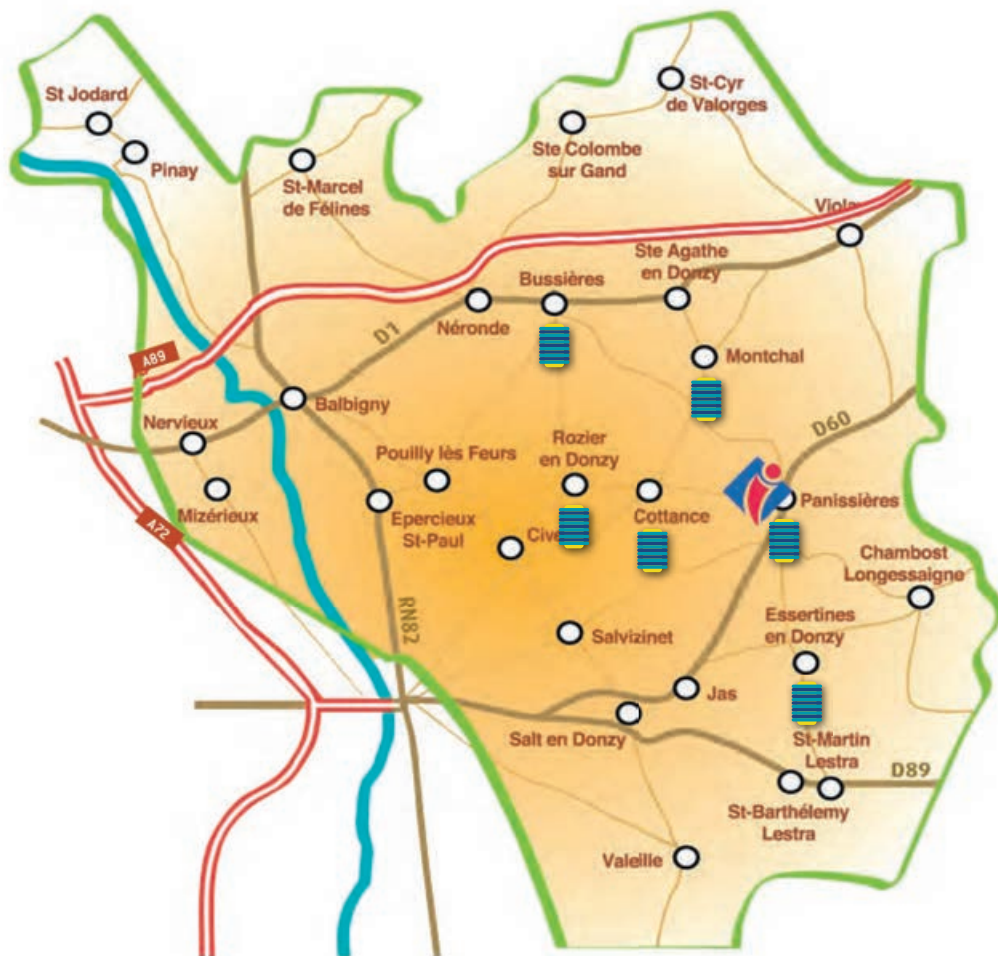 St Jodard
Pinay
St-Marcel
de Félines
Ste Colombe
sur Gand
St-Cyr
de Valorges
Ste Agathe
en Donzy
Bussières
Néronde
D1
A89
Montchal
Balbigny
Nervieux
D60
Pouilly lès Feurs
Rozier
en Donzy
Mizérieux
Epercieux
St-Paul
Cottance
Panissières
A72
Chambost
Longessaigne
RN82
Salvizinet
Essertines
en Donzy
Jas
Salt en Donzy
St-Martin
Lestra
D89
St-Barthélemy
Lestra
Valeille